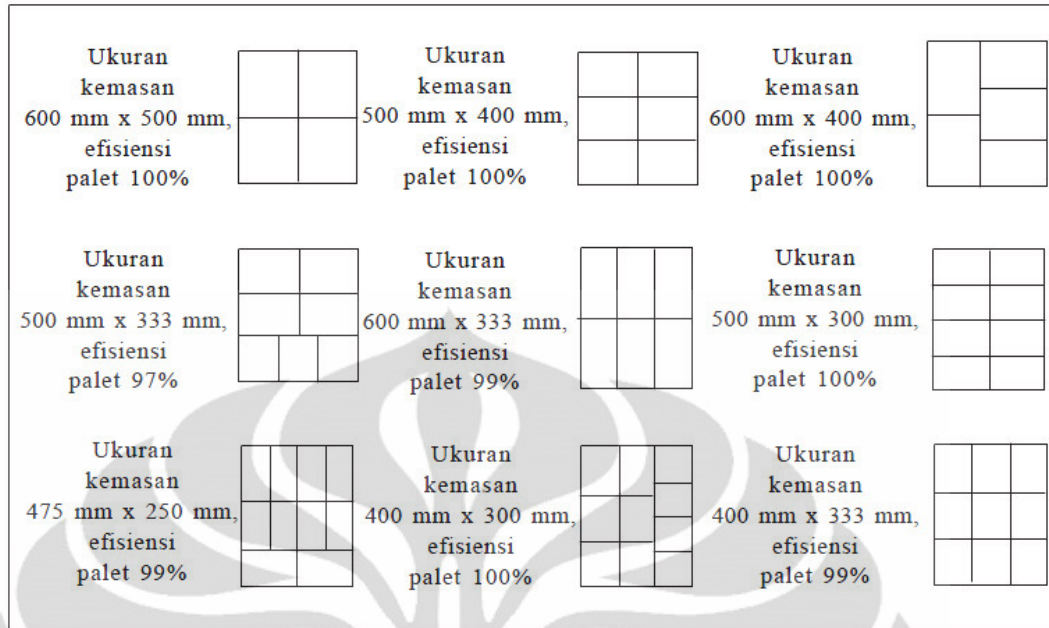 Ukuran
kemasan
600 mm x 500 mm,
efisiensi
palet 100%
Ukuran
kemasan
500 mm x 400 mm,
efisiensi
palet 100%
Ukuran
kemasan
600 mm x 400 mm,
efisiensi
palet 100%
Ukuran
kemasan
500 mm x 333 mm,
efisiensi
palet 97%
Ukuran
kemasan
600 mm x 333 mm,
efisiensi
palet 99%
Ukuran
kemasan
500 mm x 300 mm,
efisiensi
palet 100%
Ukuran
kemasan
475 mm x 250 mm,
efisiensi
palet 99%
Ukuran
kemasan
400 mm x 300 mm,
efisiensi
palet 100%
Ukuran
kemasan
400 mm x 333 mm,
efisiensi
palet 99%